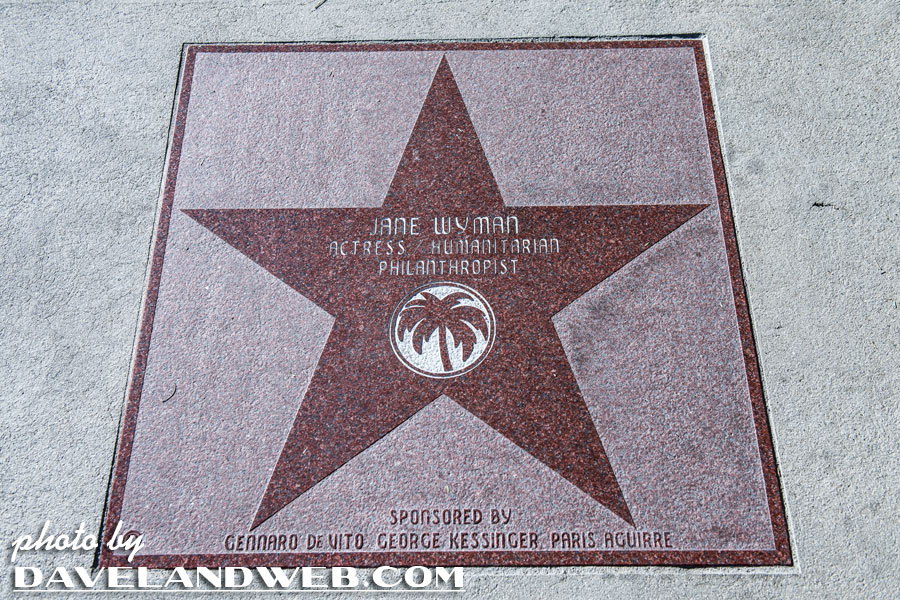 JANE WYMAN
ACTRESS / HUMANITARIAN
PHILANTHROPIST
SPONSORED BY
GENNARO DE VITO, GEORGE KESSINGER, PARIS AGUIRRE
photo by
DAVELANDWEB.COM